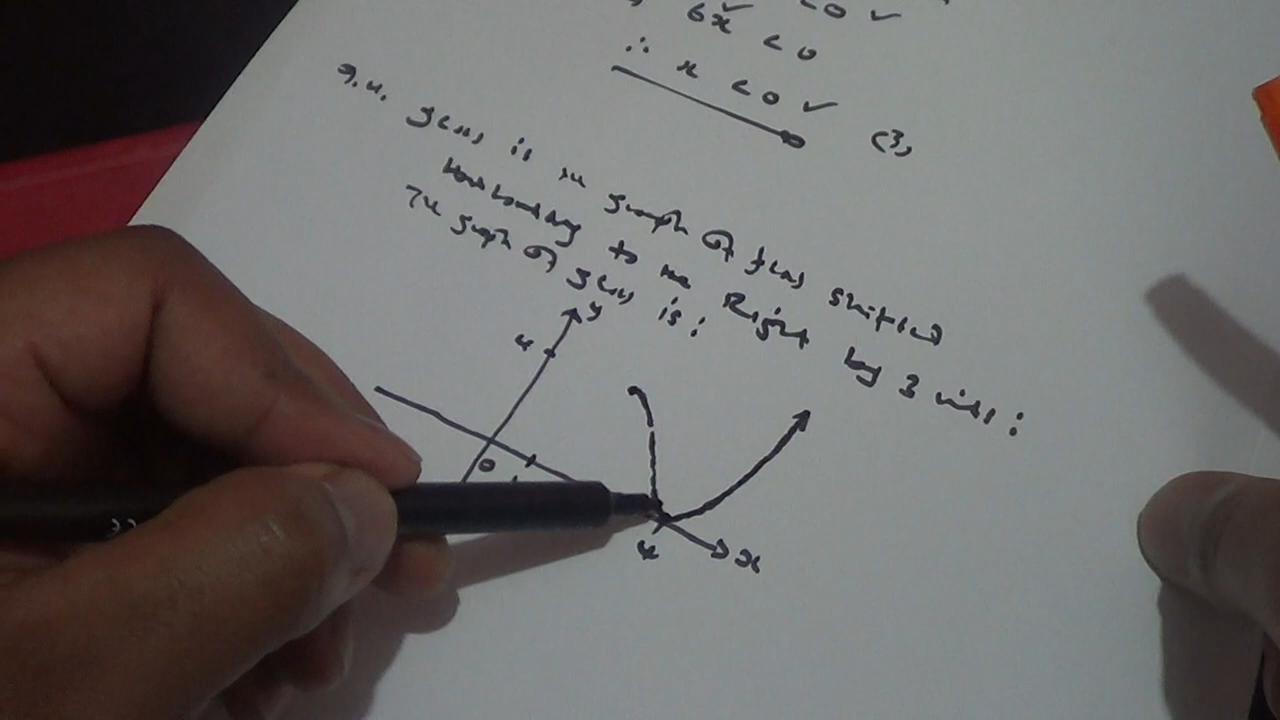 < 0 ✓
6x < 0
∴ x < 0 ✓ (3)
9.4. g(x) is the graph of f(x) shifted
horizontally to the Right by 3 units:
The graph of g(x) is:
y
4
0
4
x